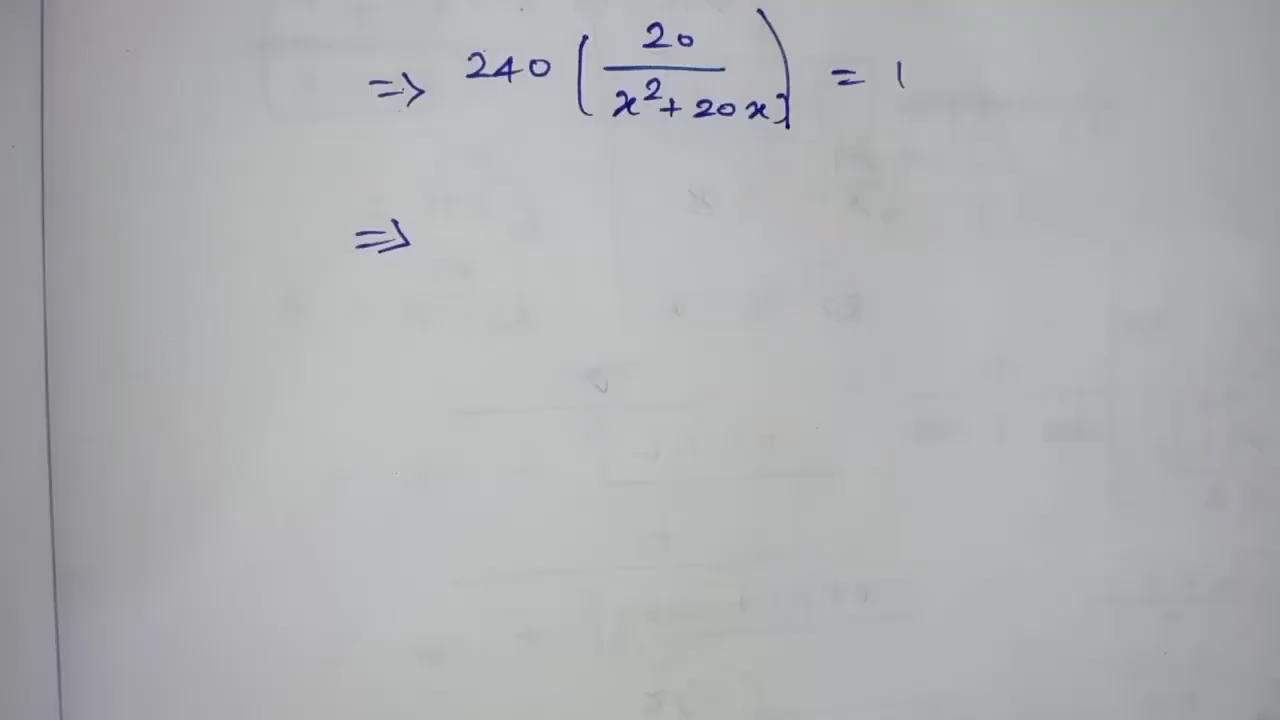 ⇒ 240 ( 20 / x² + 20x ) = 1
⇒